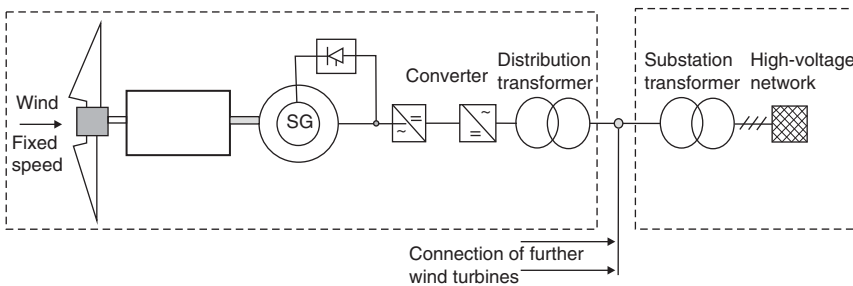 Wind
Fixed
speed
SG
Converter
Distribution
transformer
Substation
transformer
High-voltage
network
Connection of further
wind turbines